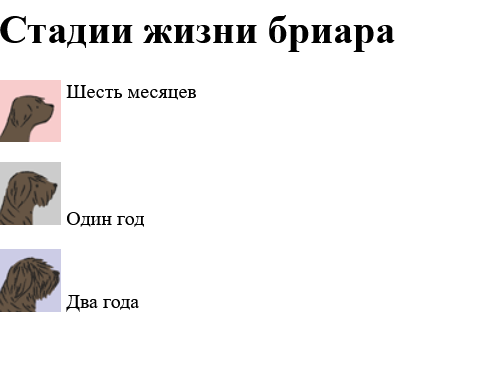 Стадии жизни бриара
Шесть месяцев
Один год
Два года